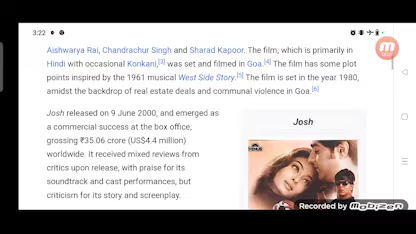 3:22
Aishwarya Rai, Chandrachur Singh and Sharad Kapoor. The film, which is primarily in
Hindi with occasional Konkani,[3] was set and filmed in Goa.[4] The film has some plot
points inspired by the 1961 musical West Side Story.[5] The film is set in the year 1980,
amidst the backdrop of real estate deals and communal violence in Goa.[6]
Josh released on 9 June 2000, and emerged as
a commercial success at the box office,
grossing ₹35.06 crore (US$4.4 million)
worldwide. It received mixed reviews from
critics upon release, with praise for its
soundtrack and cast performances, but
criticism for its story and screenplay.
Josh
VENUS
Recorded by Mobizen